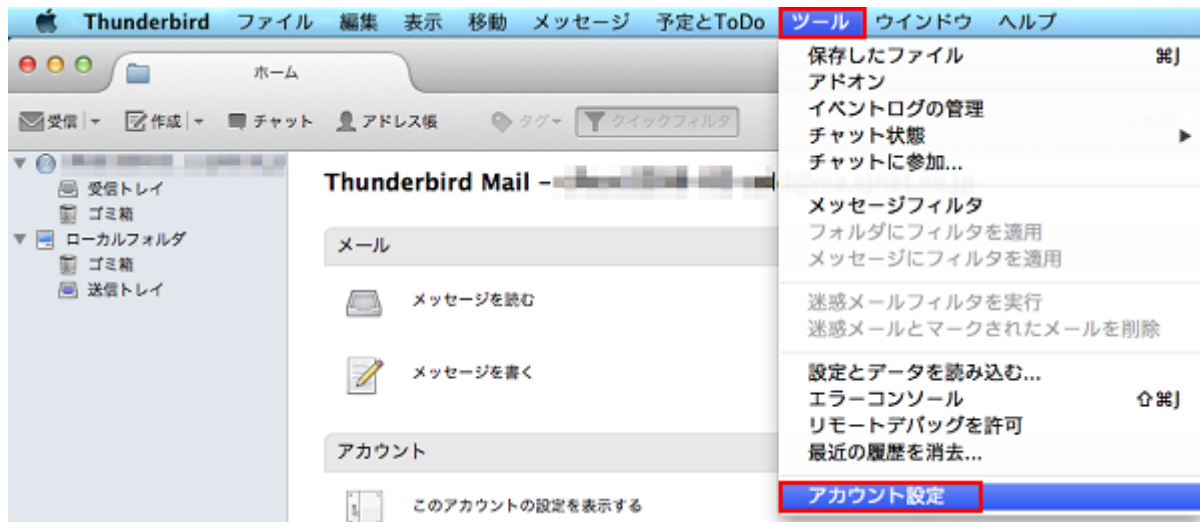 Thunderbird ファイル 編集 表示 移動 メッセージ 予定とToDo ツール ウインドウ ヘルプ
ホーム
受信 作成 チャット アドレス帳 タグ クイックフィルタ
受信トレイ
ゴミ箱
ローカルフォルダ
ゴミ箱
送信トレイ
Thunderbird Mail –
メール
メッセージを読む
メッセージを書く
アカウント
このアカウントの設定を表示する
保存したファイル ⌘J
アドオン
イベントログの管理
チャット状態
チャットに参加...
メッセージフィルタ
フォルダにフィルタを適用
メッセージにフィルタを適用
迷惑メールフィルタを実行
迷惑メールとマークされたメールを削除
設定とデータを読み込む...
エラーコンソール ⇧⌘J
リモートデバッグを許可
最近の履歴を消去...
アカウント設定